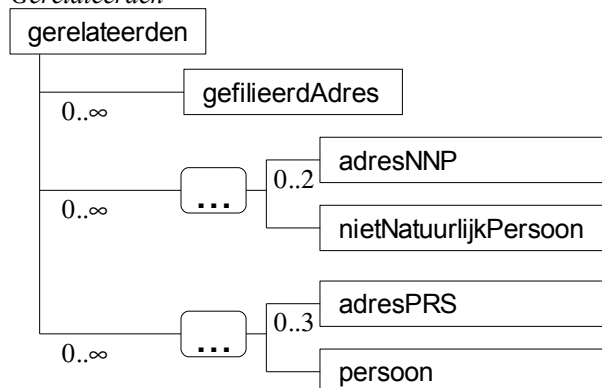 Gerelateerden
gerelateerden
gefilieerdAdres
0..∞
adresNNP
0..2
...
0..∞
nietNatuurlijkPersoon
adresPRS
0..3
...
0..∞
persoon